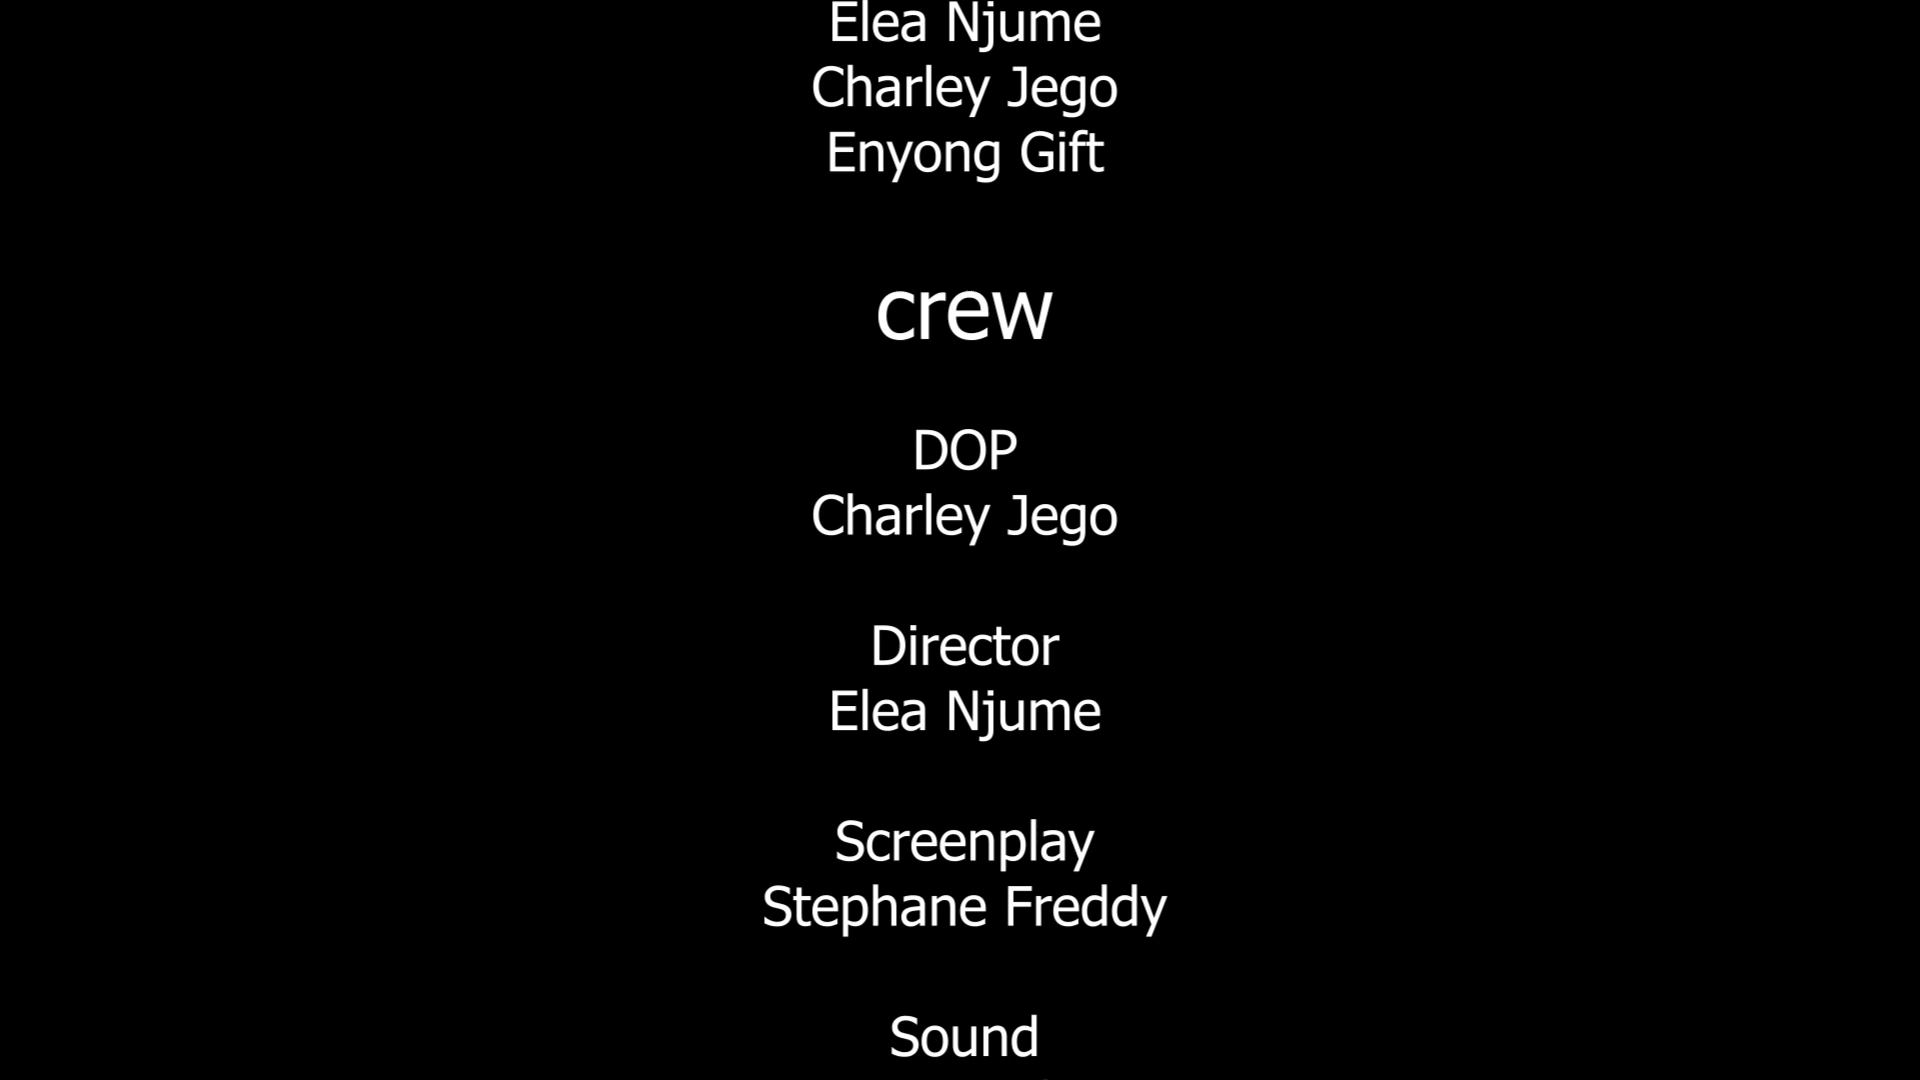 Elea Njume
Charley Jego
Enyong Gift
crew
DOP
Charley Jego
Director
Elea Njume
Screenplay
Stephane Freddy
Sound